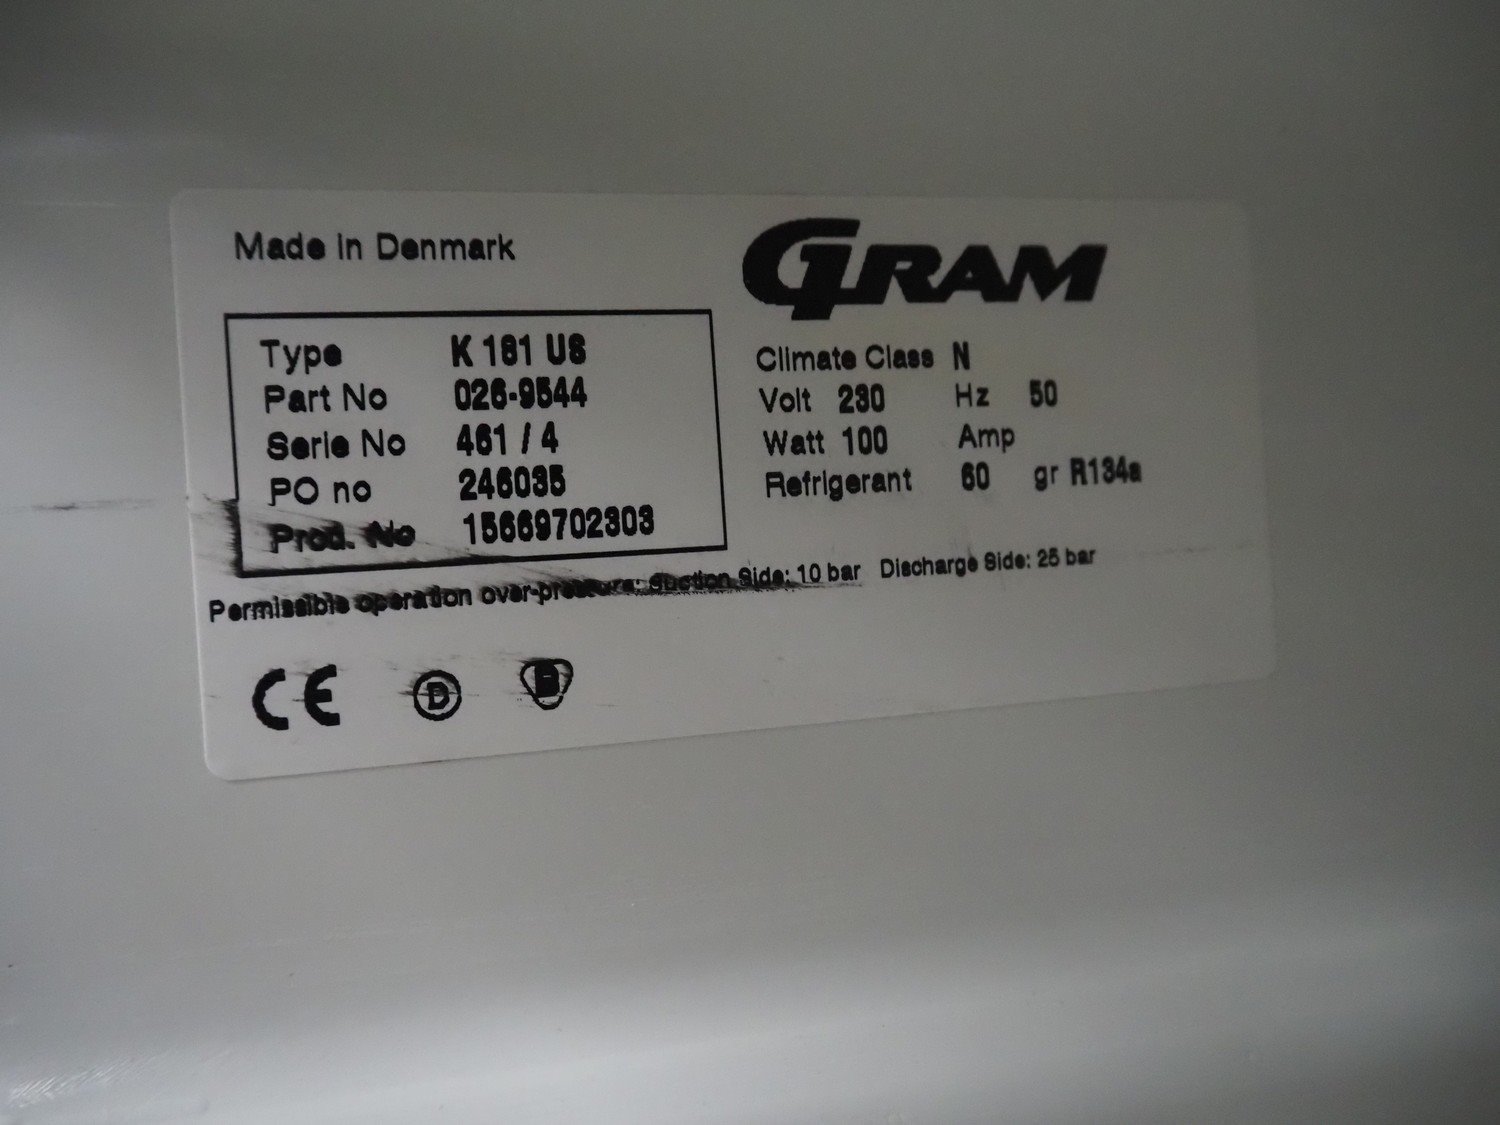 Made in Denmark
GRAM
Type K 181 US
Part No 026-9544
Serie No 461 / 4
PO no 246035
Prod. No 15669702303
Climate Class N
Volt 230 Hz 50
Watt 100 Amp
Refrigerant 60 gr R134a
Permissible operation over-pressure: Suction Side: 10 bar Discharge Side: 25 bar
CE
D